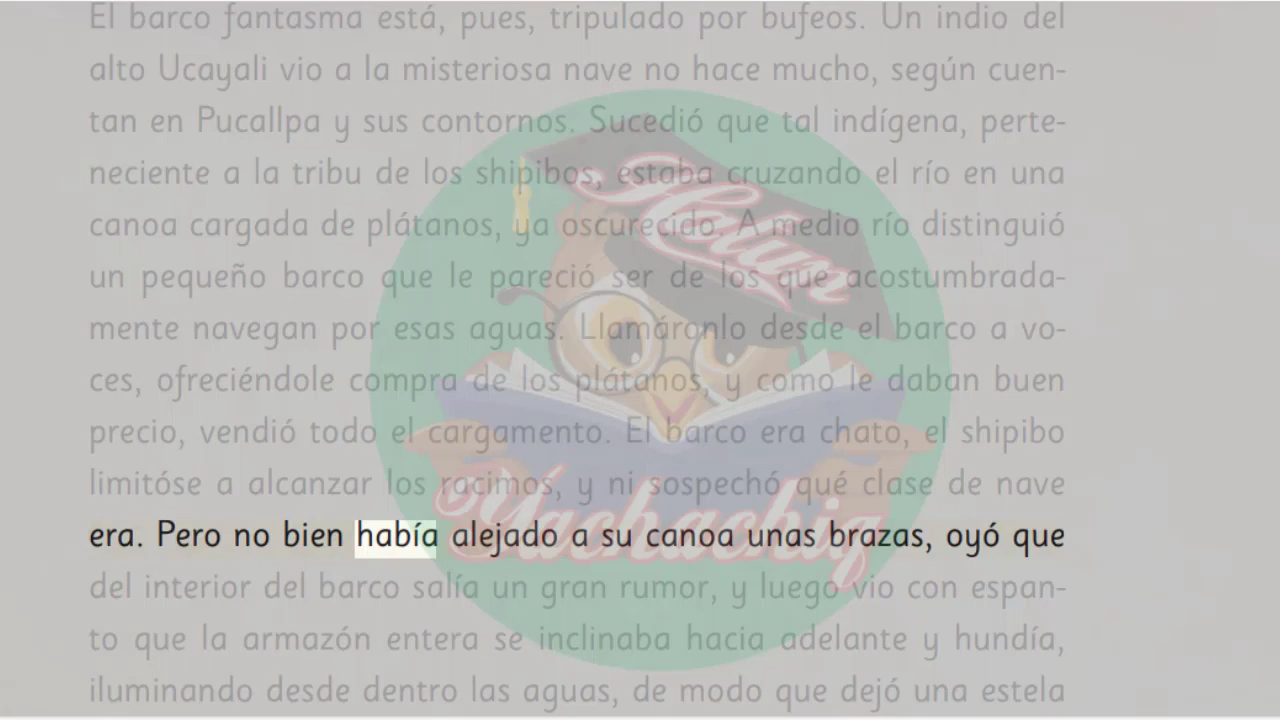 El barco fantasma está, pues, tripulado por bufeos. Un indio del
alto Ucayali vio a la misteriosa nave no hace mucho, según cuen-
tan en Pucallpa y sus contornos. Sucedió que tal indígena, perte-
neciente a la tribu de los shipibos, estaba cruzando el río en una
canoa cargada de plátanos, ya oscurecido. A medio río distinguió
un pequeño barco que le pareció ser de los que acostumbrada-
mente navegan por esas aguas. Llamáronlo desde el barco a vo-
ces, ofreciéndole compra de los plátanos, y como le daban buen
precio, vendió todo el cargamento. El barco era chato, el shipibo
limitóse a alcanzar los racimos, y ni sospechó qué clase de nave
era. Pero no bien había alejado a su canoa unas brazas, oyó que
del interior del barco salía un gran rumor, y luego vio con espan-
to que la armazón entera se inclinaba hacia adelante y hundía,
iluminando desde dentro las aguas, de modo que dejó una estela
Hatun
Yachachiq